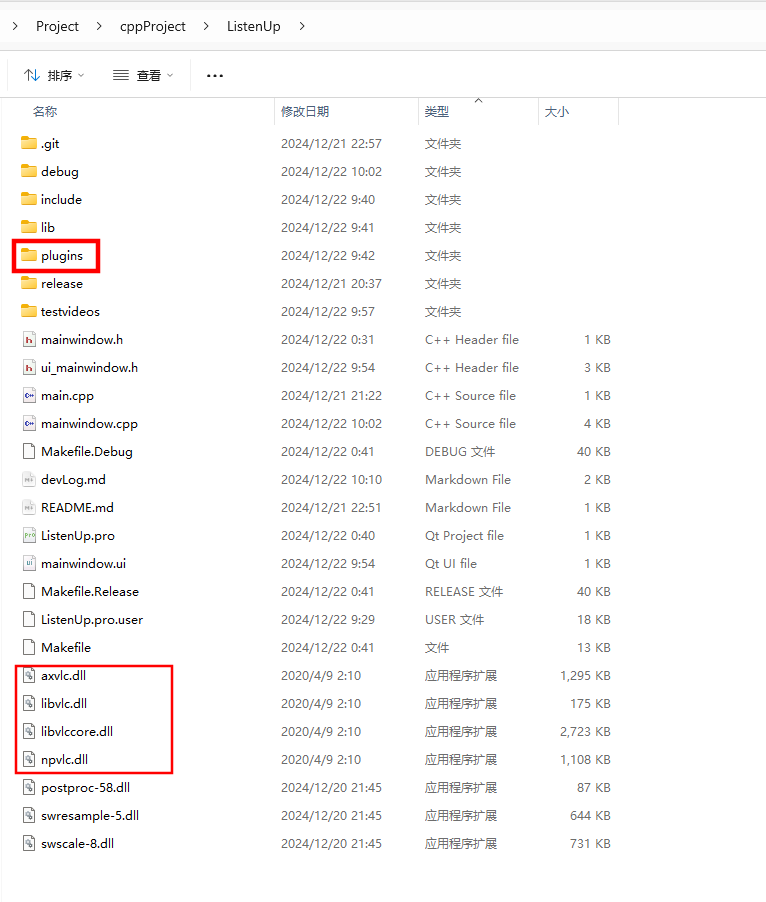 Project cppProject ListenUp
排序 查看
名称 修改日期 类型 大小
.git 2024/12/21 22:57 文件夹
debug 2024/12/22 10:02 文件夹
include 2024/12/22 9:40 文件夹
lib 2024/12/22 9:41 文件夹
plugins 2024/12/22 9:42 文件夹
release 2024/12/21 20:37 文件夹
testvideos 2024/12/22 9:57 文件夹
mainwindow.h 2024/12/22 0:31 C++ Header file 1 KB
ui_mainwindow.h 2024/12/22 9:54 C++ Header file 3 KB
main.cpp 2024/12/21 21:22 C++ Source file 1 KB
mainwindow.cpp 2024/12/22 10:02 C++ Source file 4 KB
Makefile.Debug 2024/12/22 0:41 DEBUG 文件 40 KB
devLog.md 2024/12/22 10:10 Markdown File 2 KB
README.md 2024/12/21 22:51 Markdown File 1 KB
ListenUp.pro 2024/12/22 0:40 Qt Project file 1 KB
mainwindow.ui 2024/12/22 9:54 Qt UI file 1 KB
Makefile.Release 2024/12/22 0:41 RELEASE 文件 40 KB
ListenUp.pro.user 2024/12/22 9:29 USER 文件 18 KB
Makefile 2024/12/22 0:41 文件 13 KB
axvlc.dll 2020/4/9 2:10 应用程序扩展 1,295 KB
libvlc.dll 2020/4/9 2:10 应用程序扩展 175 KB
libvlccore.dll 2020/4/9 2:10 应用程序扩展 2,723 KB
npvlc.dll 2020/4/9 2:10 应用程序扩展 1,108 KB
postproc-58.dll 2024/12/20 21:45 应用程序扩展 87 KB
swresample-5.dll 2024/12/20 21:45 应用程序扩展 644 KB
swscale-8.dll 2024/12/20 21:45 应用程序扩展 731 KB